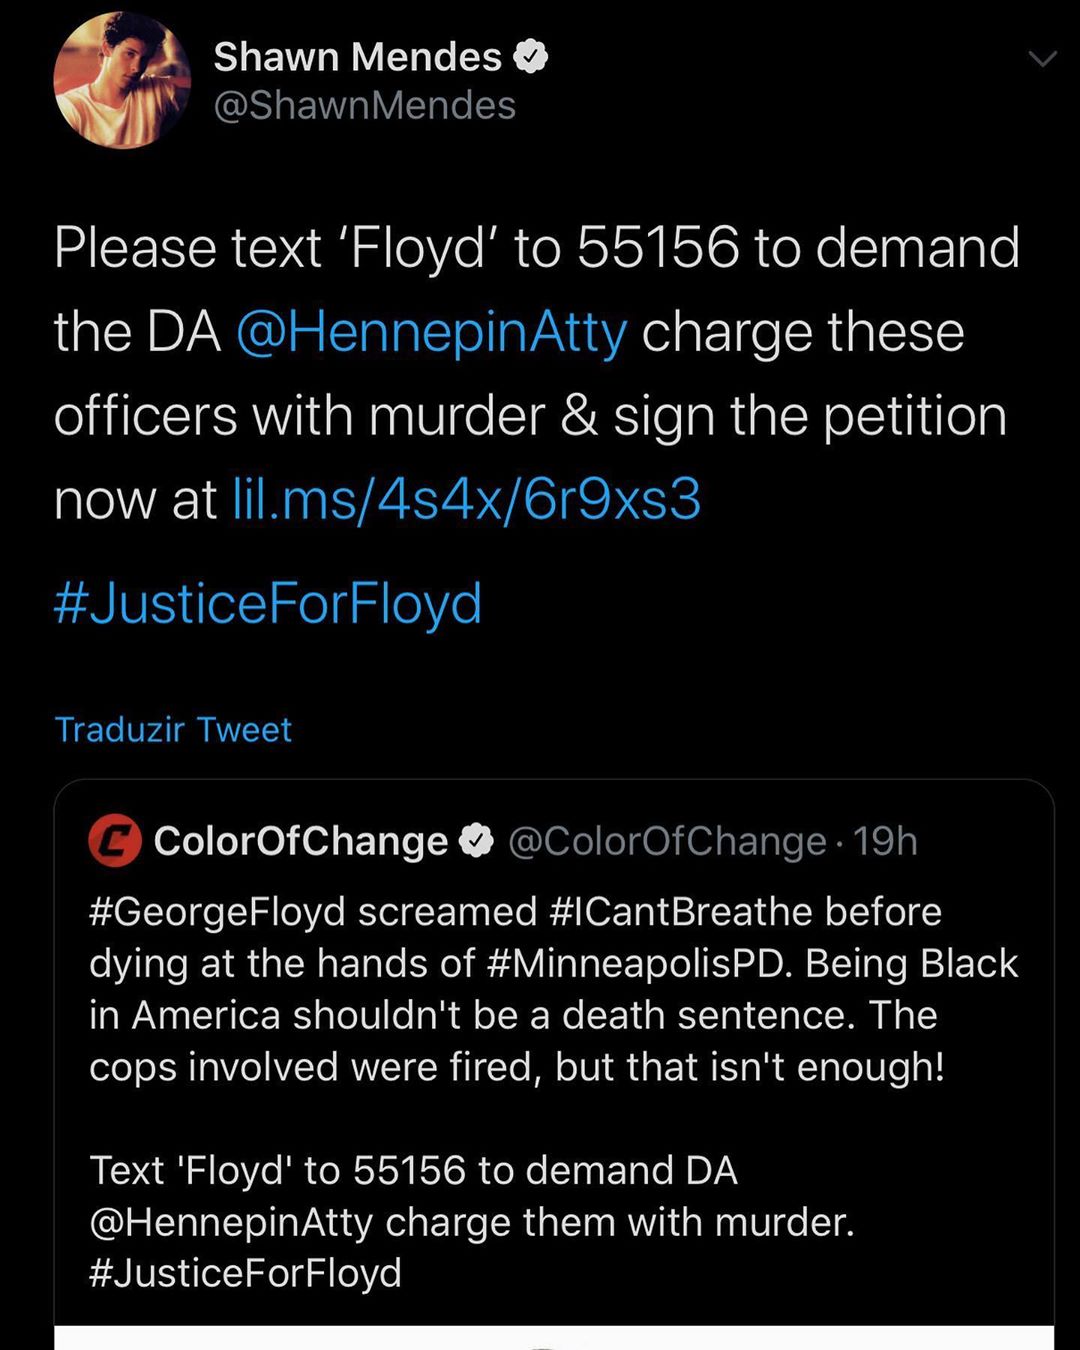 Shawn Mendes
@ShawnMendes
Please text ‘Floyd’ to 55156 to demand
the DA @HennepinAtty charge these
officers with murder & sign the petition
now at lil.ms/4s4x/6r9xs3
#JusticeForFloyd
Traduzir Tweet
ColorOfChange @ColorOfChange · 19h
#GeorgeFloyd screamed #ICantBreathe before
dying at the hands of #MinneapolisPD. Being Black
in America shouldn't be a death sentence. The
cops involved were fired, but that isn't enough!
Text 'Floyd' to 55156 to demand DA
@HennepinAtty charge them with murder.
#JusticeForFloyd